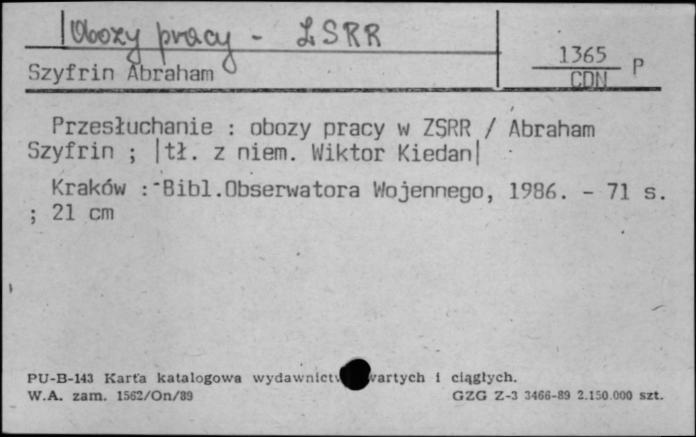 Obozy pracy - ZSRR
Szyfrin Abraham
1365 P
CDN
Przesłuchanie : obozy pracy w ZSRR / Abraham
Szyfrin ; |tł. z niem. Wiktor Kiedan|
Kraków : Bibl.Obserwatora Wojennego, 1986. - 71 s.
; 21 cm
PU-B-143 Karta katalogowa wydawnictw zwartych i ciągłych.
W.A. zam. 1562/On/89 GZG Z-3 3466-89 2.150.000 szt.